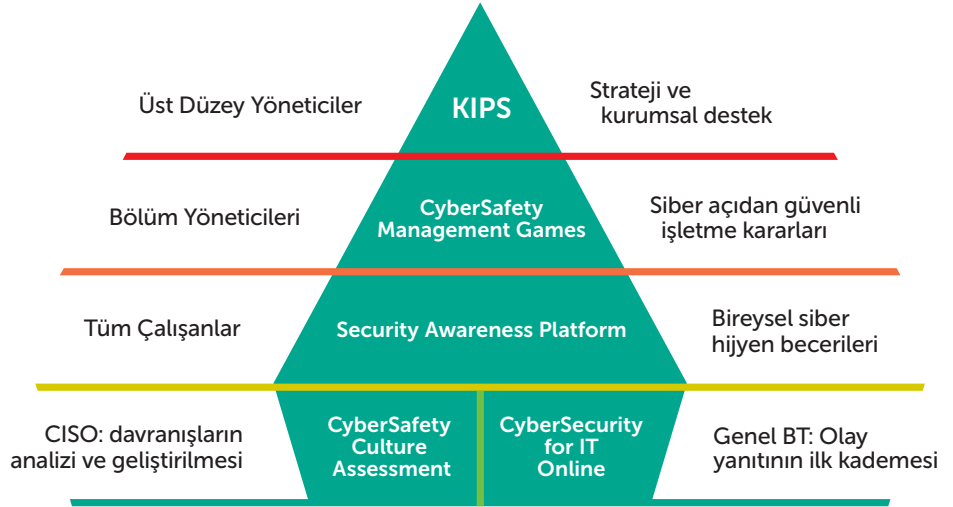 Üst Düzey Yöneticiler
KIPS
Strateji ve
kurumsal destek
Bölüm Yöneticileri
CyberSafety
Management Games
Siber açıdan güvenli
işletme kararları
Tüm Çalışanlar
Security Awareness Platform
Bireysel siber
hijyen becerileri
CISO: davranışların
analizi ve geliştirilmesi
CyberSafety
Culture
Assessment
CyberSecurity
for IT
Online
Genel BT: Olay
yanıtının ilk kademesi